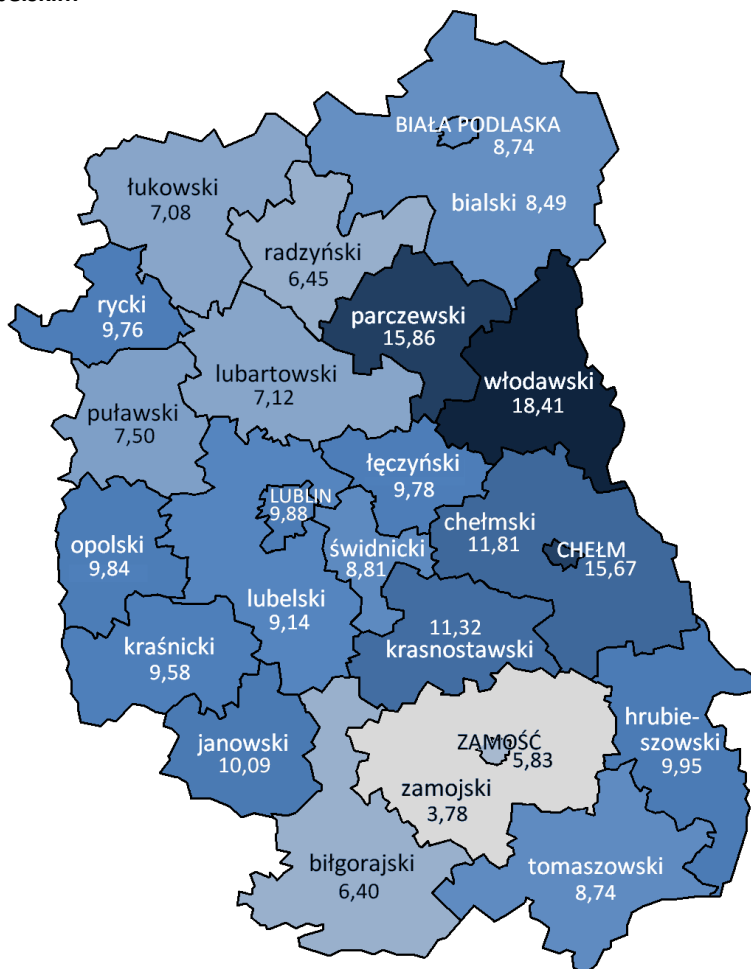 BIAŁA PODLASKA
8,74
bialski 8,49
łukowski
7,08
radzyński
6,45
rycki
9,76
parczewski
15,86
włodawski
18,41
lubartowski
7,12
puławski
7,50
łęczyński
9,78
LUBLIN
9,88
chełmski
11,81
CHEŁM
15,67
opolski
9,84
świdnicki
8,81
lubelski
9,14
kraśnicki
9,58
11,32
krasnostawski
hrubie-
szowski
9,95
janowski
10,09
ZAMOŚĆ
5,83
zamojski
3,78
biłgorajski
6,40
tomaszowski
8,74